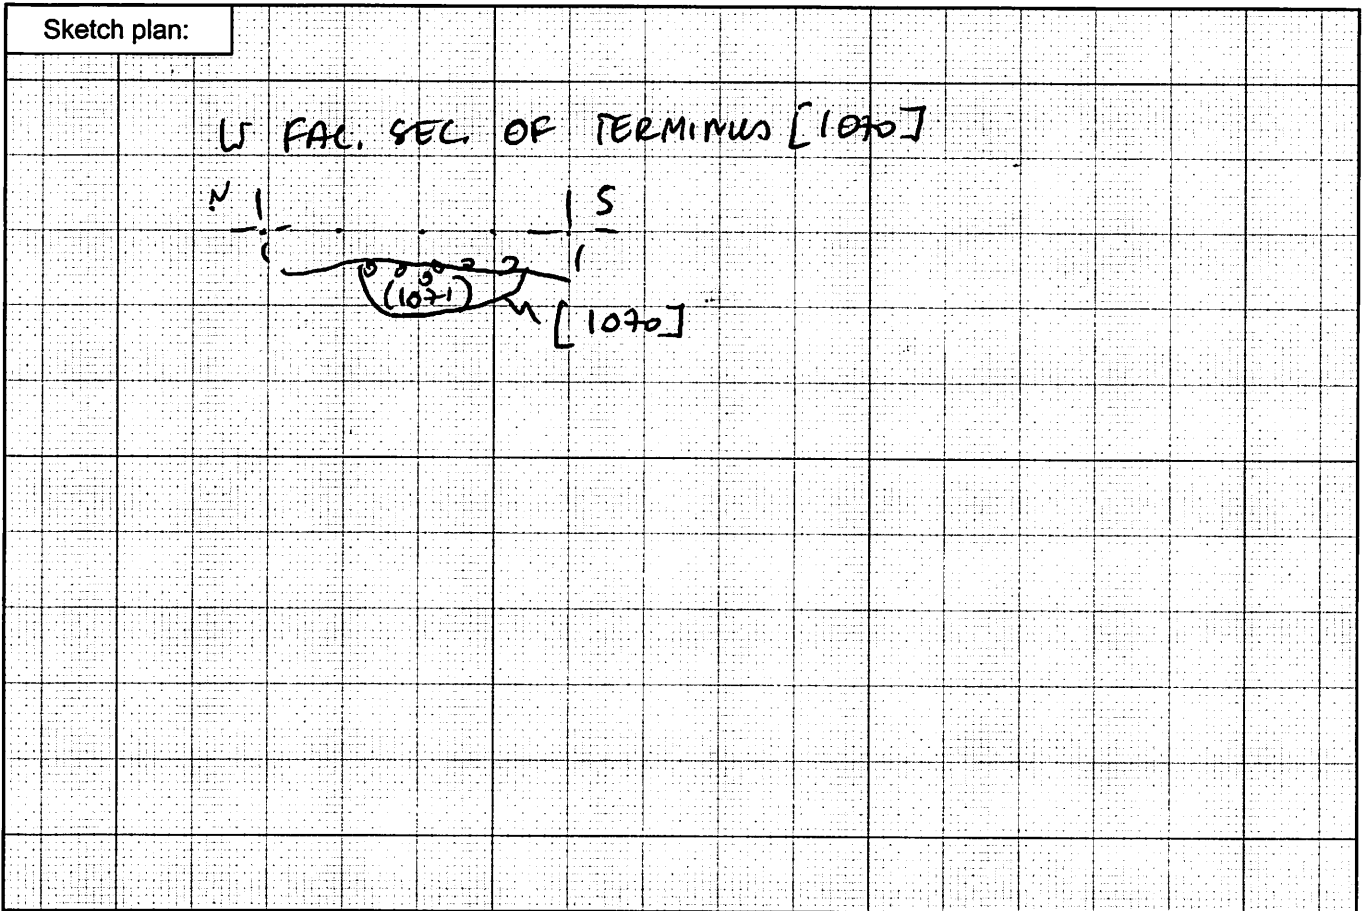 Sketch plan:
W FAC. SEC. OF TERMINUS [1070]
N S
(1071)
[1070]